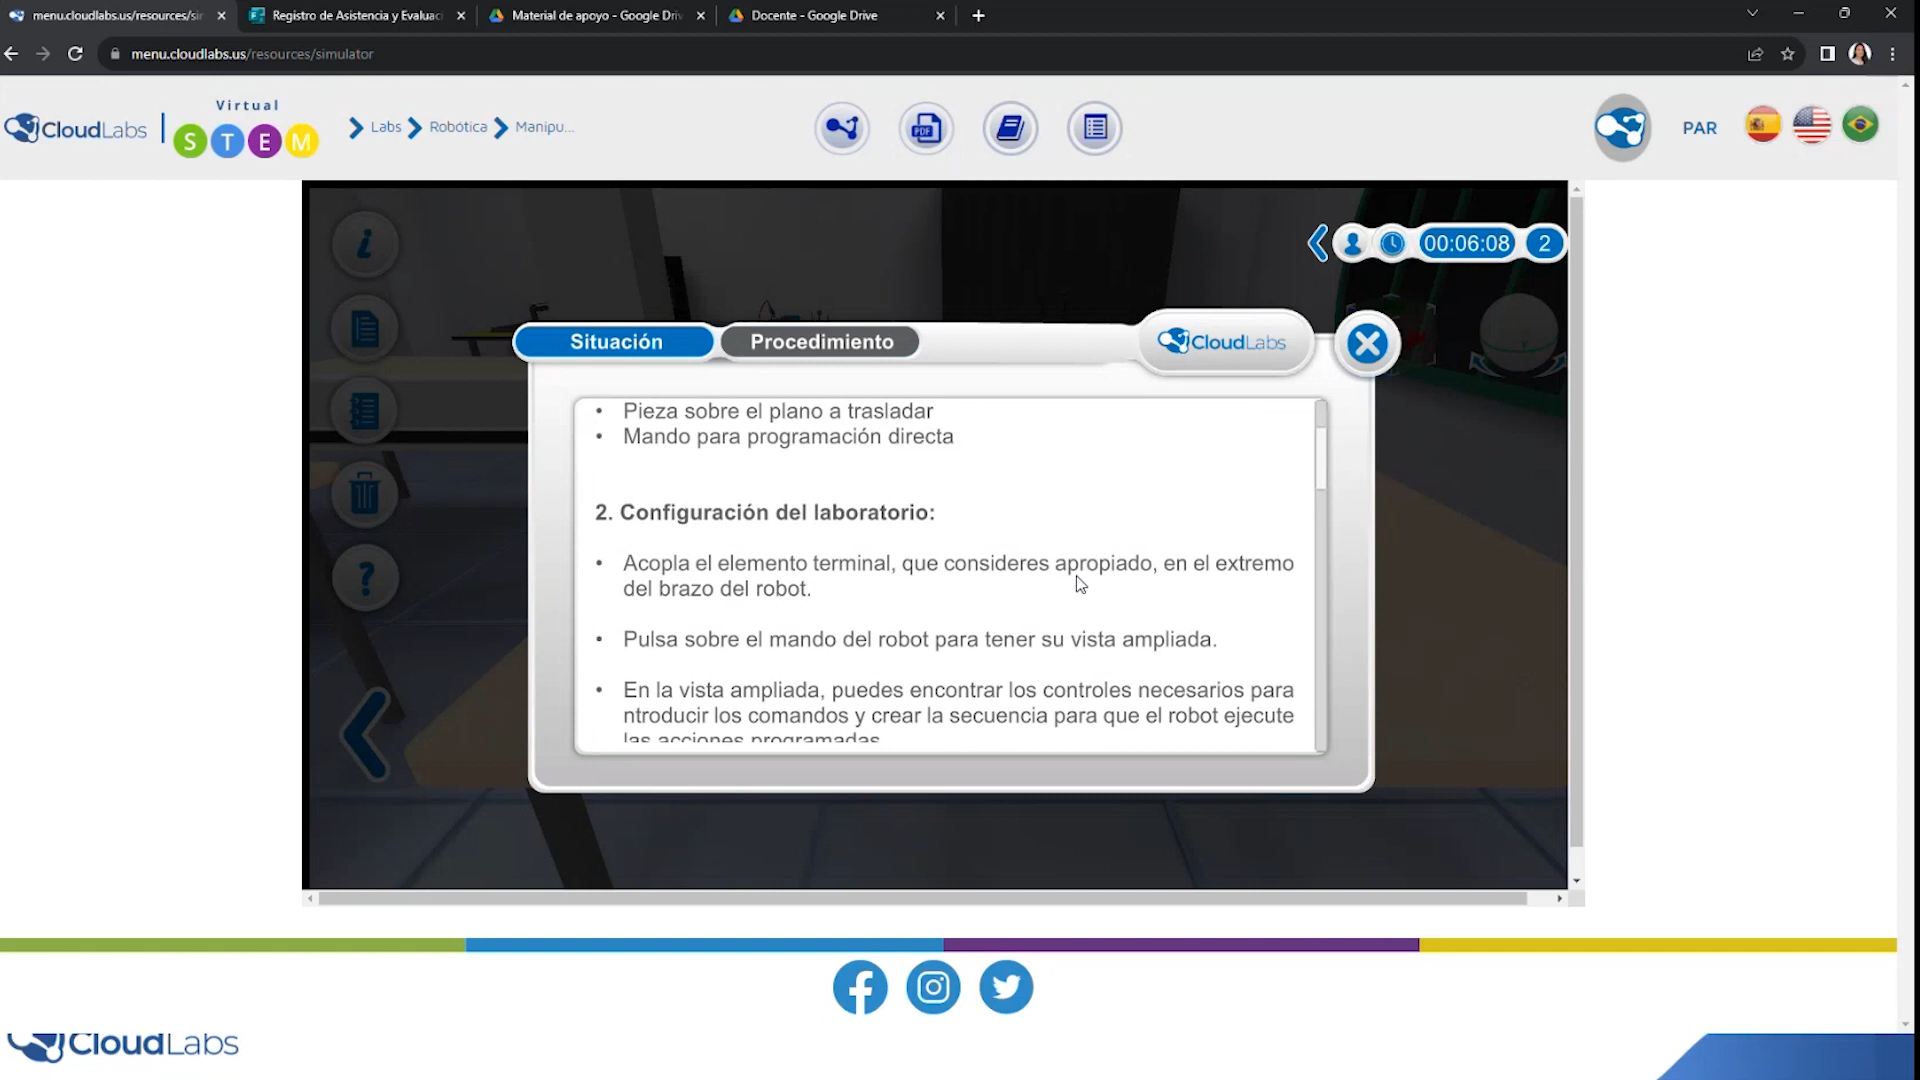 menu.cloudlabs.us/resources/sir
Registro de Asistencia y Evaluac
Material de apoyo - Google Driv
Docente - Google Drive
menu.cloudlabs.us/resources/simulator
CloudLabs
Virtual
STEM
Labs
Robótica
Manipu...
PDF
PAR
00:06:08
2
Situación
Procedimiento
CloudLabs
• Pieza sobre el plano a trasladar
• Mando para programación directa
2. Configuración del laboratorio:
• Acopla el elemento terminal, que consideres apropiado, en el extremo
del brazo del robot.
• Pulsa sobre el mando del robot para tener su vista ampliada.
• En la vista ampliada, puedes encontrar los controles necesarios para
ntroducir los comandos y crear la secuencia para que el robot ejecute
las acciones programadas
CloudLabs